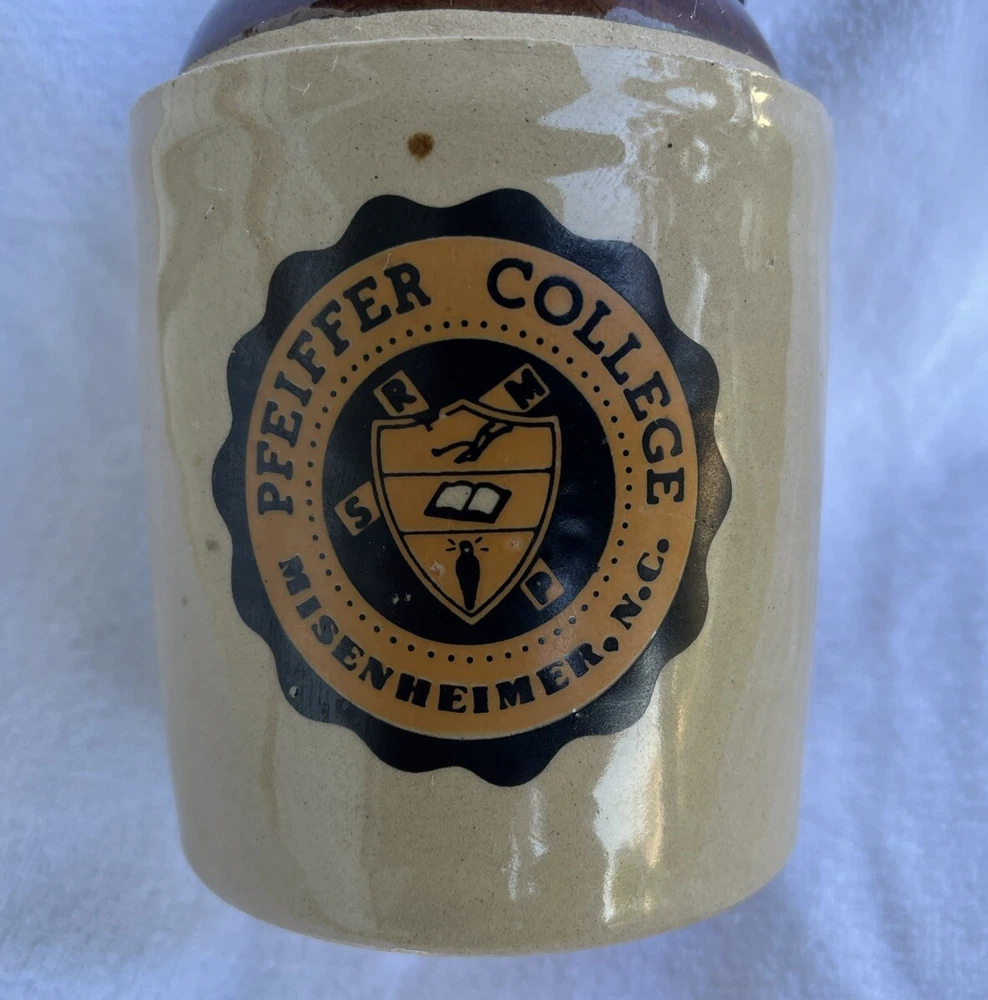 PFEIFFER COLLEGE
R M
S P
MISENHEIMER, N.C.